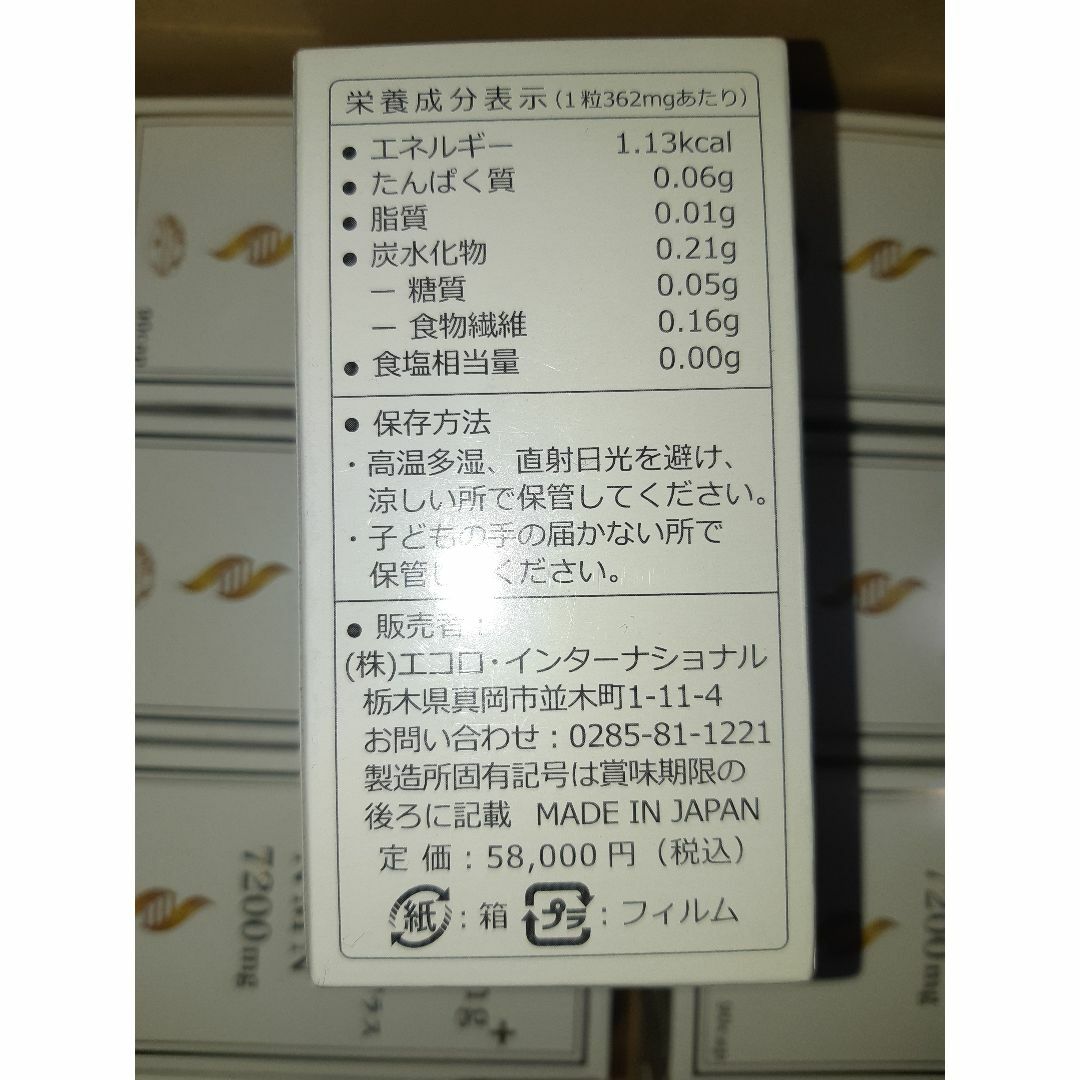 栄養成分表示(1粒362mgあたり)
● エネルギー 1.13kcal
● たんぱく質 0.06g
● 脂質 0.01g
● 炭水化物 0.21g
— 糖質 0.05g
— 食物繊維 0.16g
● 食塩相当量 0.00g
● 保存方法
・高温多湿、直射日光を避け、
涼しい所で保管してください。
・子どもの手の届かない所で
保管してください。
● 販売者:
(株)エコロ・インターナショナル
栃木県真岡市並木町1-11-4
お問い合わせ:0285-81-1221
製造所固有記号は賞味期限の
後ろに記載 MADE IN JAPAN
定価:58,000円(税込)
紙:箱 プラ:フィルム
7200mg
7200mg
90cap